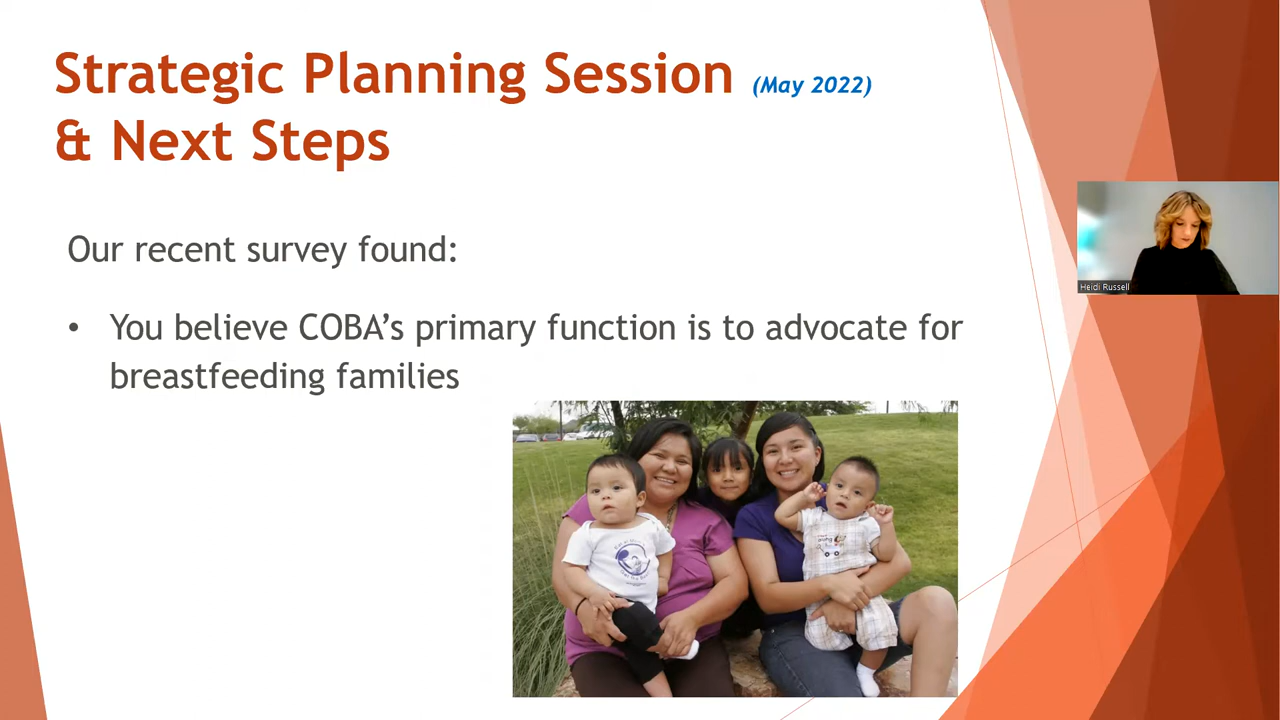 Strategic Planning Session (May 2022)
& Next Steps
Our recent survey found:
• You believe COBA’s primary function is to advocate for
breastfeeding families
Heidi Russell